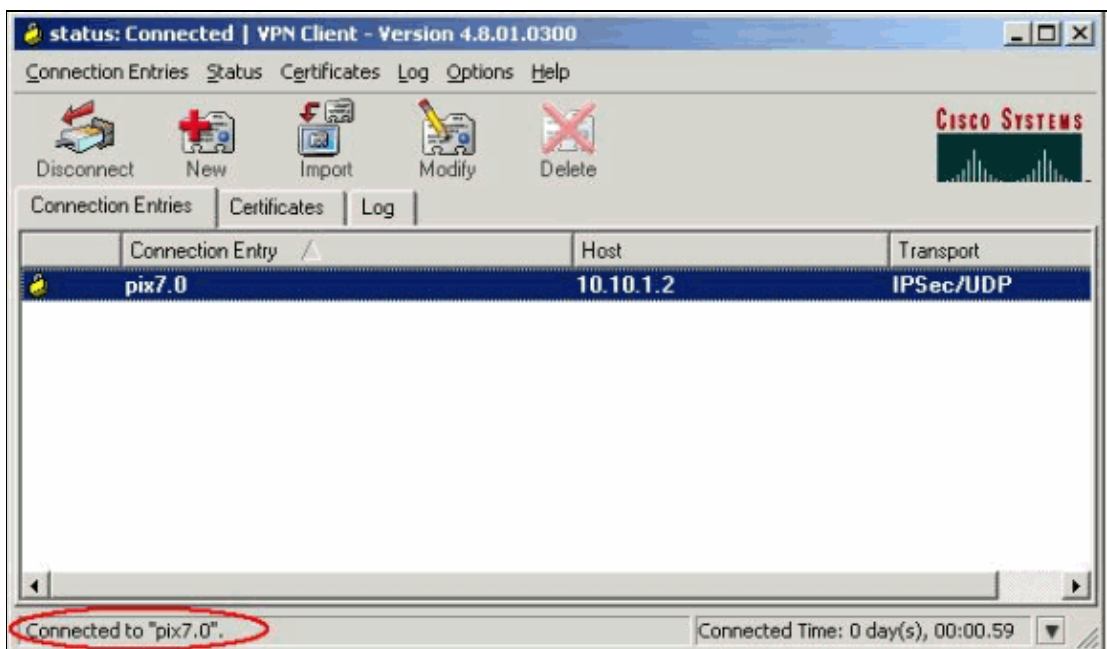 status: Connected | VPN Client - Version 4.8.01.0300
Connection Entries Status Certificates Log Options Help
Disconnect New Import Modify Delete
CISCO SYSTEMS
Connection Entries Certificates Log
Connection Entry Host Transport
pix7.0 10.10.1.2 IPSec/UDP
Connected to "pix7.0". Connected Time: 0 day(s), 00:00.59